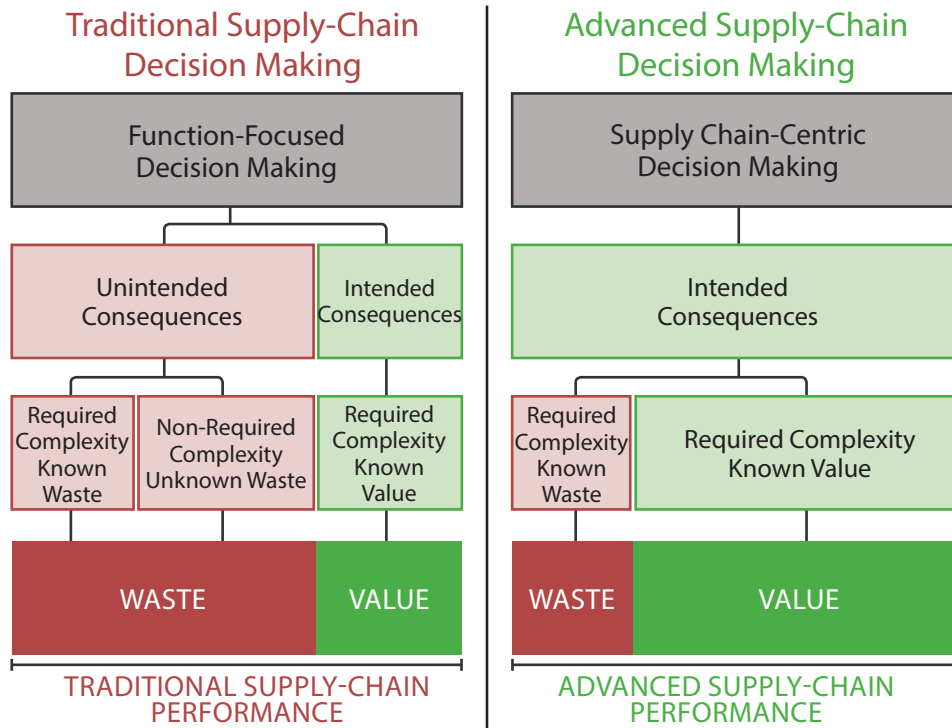 Traditional Supply-Chain
Decision Making
Function-Focused
Decision Making
Unintended
Consequences
Intended
Consequences
Required
Complexity
Known
Waste
Non-Required
Complexity
Unknown Waste
Required
Complexity
Known
Value
WASTE
VALUE
TRADITIONAL SUPPLY-CHAIN
PERFORMANCE
Advanced Supply-Chain
Decision Making
Supply Chain-Centric
Decision Making
Intended
Consequences
Required
Complexity
Known
Waste
Required Complexity
Known Value
WASTE
VALUE
ADVANCED SUPPLY-CHAIN
PERFORMANCE